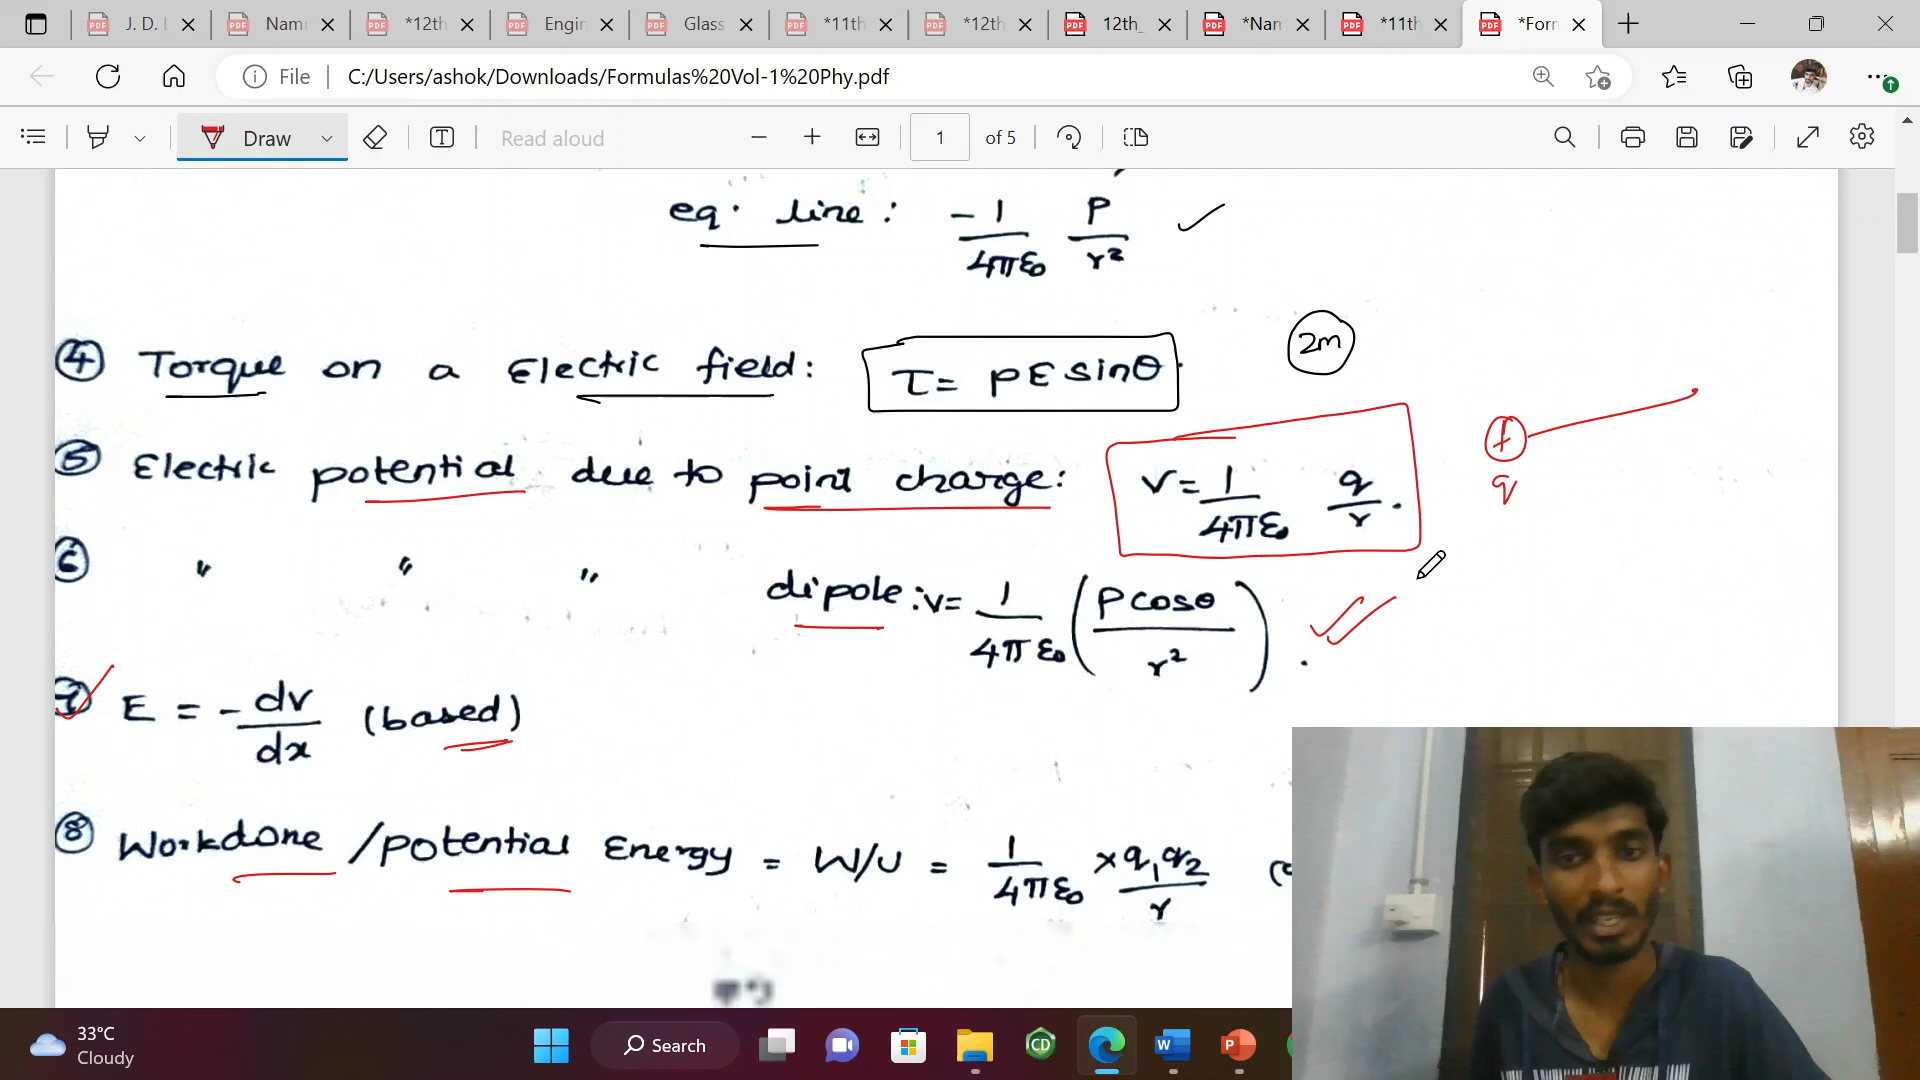 J. D. L
Nam
*12th
Engin
Glass
*11th
*12th
12th_
*Nam
*11th
*Forr
File
C:/Users/ashok/Downloads/Formulas%20Vol-1%20Phy.pdf
Draw
Read aloud
1 of 5
eq. line: -1/4πε₀ P/r²
④ Torque on a Electric field: τ= PE sinθ.
2m
⑤ Electric potential due to point charge: V=1/4πε₀ q/r.
+
q
⑥ " " " dipole: V= 1/4πε₀ (P cosθ/r²).
⑦ E = -dv/dx (based)
⑧ Workdone /potential Energy = W/U = 1/4πε₀ × q₁q₂/r (
33°C
Cloudy
Search